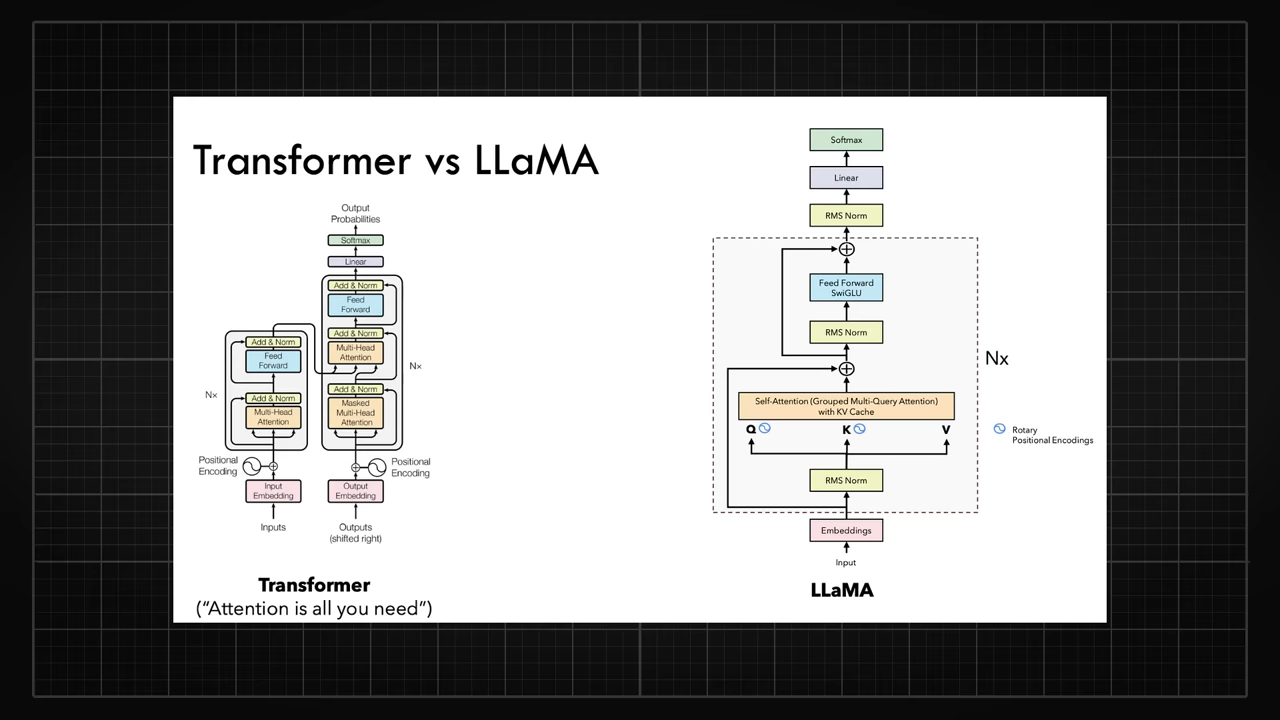 Transformer vs LLaMA
Output
Probabilities
Softmax
Linear
Add & Norm
Feed
Forward
Add & Norm
Multi-Head
Attention
Add & Norm
Masked
Multi-Head
Attention
Nx
Add & Norm
Feed
Forward
Add & Norm
Multi-Head
Attention
Nx
Positional
Encoding
Positional
Encoding
Input
Embedding
Output
Embedding
Inputs
Outputs
(shifted right)
Transformer
(“Attention is all you need”)
Softmax
Linear
RMS Norm
Feed Forward
SwiGLU
RMS Norm
Nx
Self-Attention (Grouped Multi-Query Attention)
with KV Cache
Q K V
Rotary
Positional Encodings
RMS Norm
Embeddings
Input
LLaMA